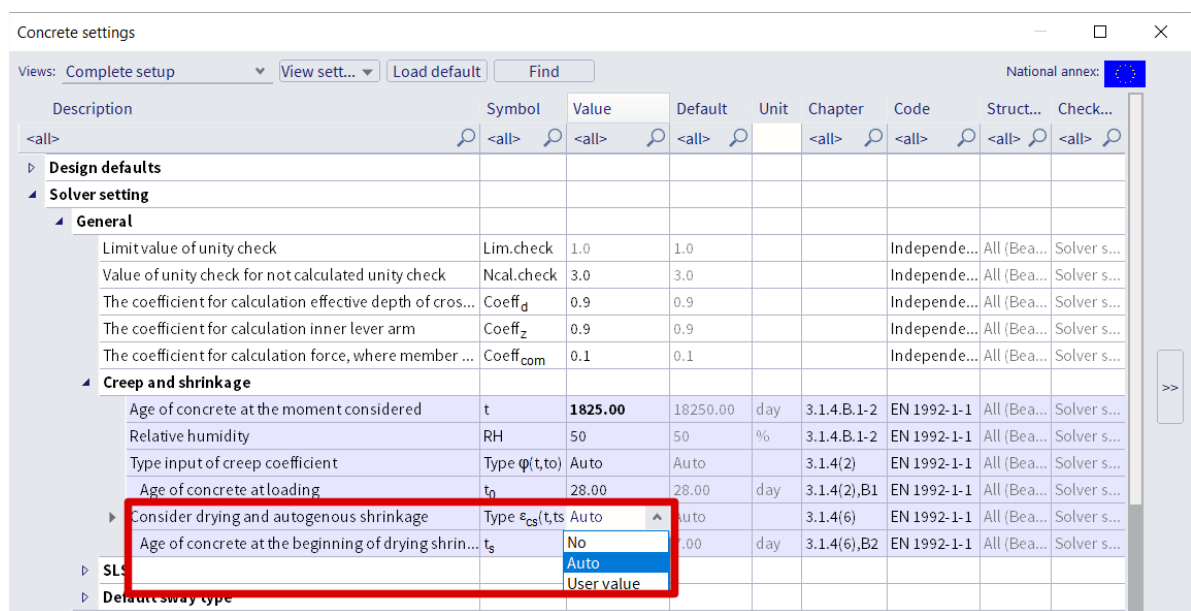 Concrete settings
Views: Complete setup View sett... Load default Find National annex:
Description Symbol Value Default Unit Chapter Code Struct... Check...
<all> <all> <all> <all> <all> <all> <all> <all>
Design defaults
Solver setting
General
Limit value of unity check Lim.check 1.0 1.0 Independe... All (Bea... Solver s...
Value of unity check for not calculated unity check Ncal.check 3.0 3.0 Independe... All (Bea... Solver s...
The coefficient for calculation effective depth of cros... Coeff_d 0.9 0.9 Independe... All (Bea... Solver s...
The coefficient for calculation inner lever arm Coeff_z 0.9 0.9 Independe... All (Bea... Solver s...
The coefficient for calculation force, where member ... Coeff_com 0.1 0.1 Independe... All (Bea... Solver s...
Creep and shrinkage
>>
Age of concrete at the moment considered t 1825.00 18250.00 day 3.1.4.B.1-2 EN 1992-1-1 All (Bea... Solver s...
Relative humidity RH 50 50 % 3.1.4.B.1-2 EN 1992-1-1 All (Bea... Solver s...
Type input of creep coefficient Type φ(t,to) Auto Auto 3.1.4(2) EN 1992-1-1 All (Bea... Solver s...
Age of concrete at loading t_0 28.00 28.00 day 3.1.4(2),B1 EN 1992-1-1 All (Bea... Solver s...
Consider drying and autogenous shrinkage Type ε_cs(t,ts Auto Auto 3.1.4(6) EN 1992-1-1 All (Bea... Solver s...
Age of concrete at the beginning of drying shrin... t_s No .00 day 3.1.4(6),B2 EN 1992-1-1 All (Bea... Solver s...
SLS Auto
Default sway type User value